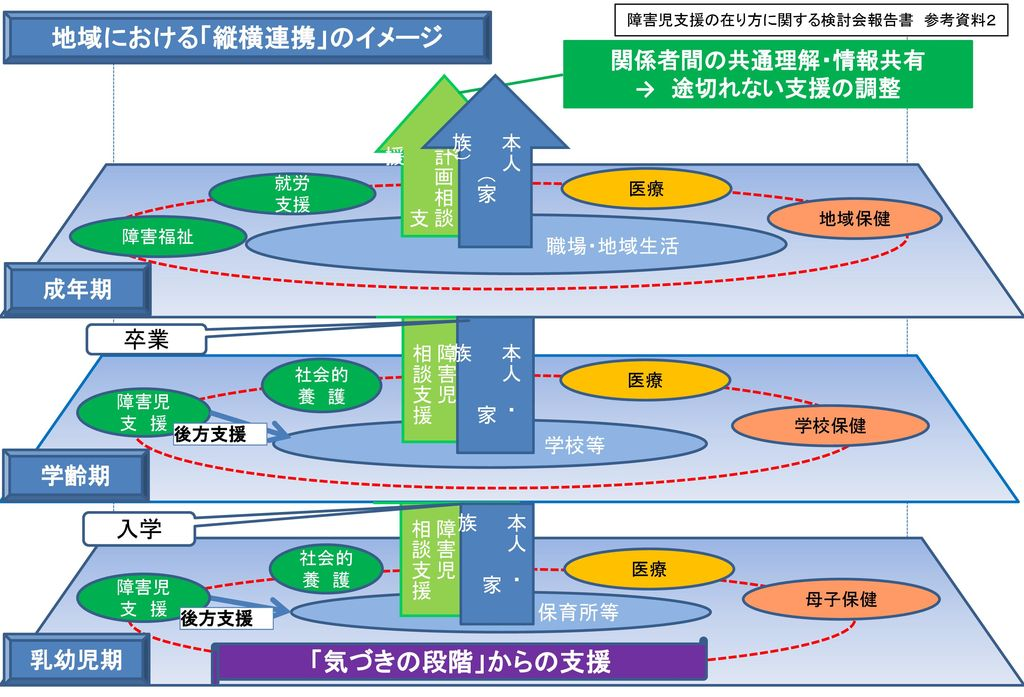 障害児支援の在り方に関する検討会報告書 参考資料2
地域における「縦横連携」のイメージ
関係者間の共通理解・情報共有
→ 途切れない支援の調整
本人
（家
族）
計画相談
支
援
就労
支援
医療
障害福祉
地域保健
職場・地域生活
成年期
卒業
本人・
家
族
障害児
相談支援
社会的
養 護
医療
障害児
支 援
後方支援
学校保健
学校等
学齢期
入学
本人・
家
族
障害児
相談支援
社会的
養 護
医療
障害児
支 援
後方支援
母子保健
保育所等
乳幼児期
「気づきの段階」からの支援